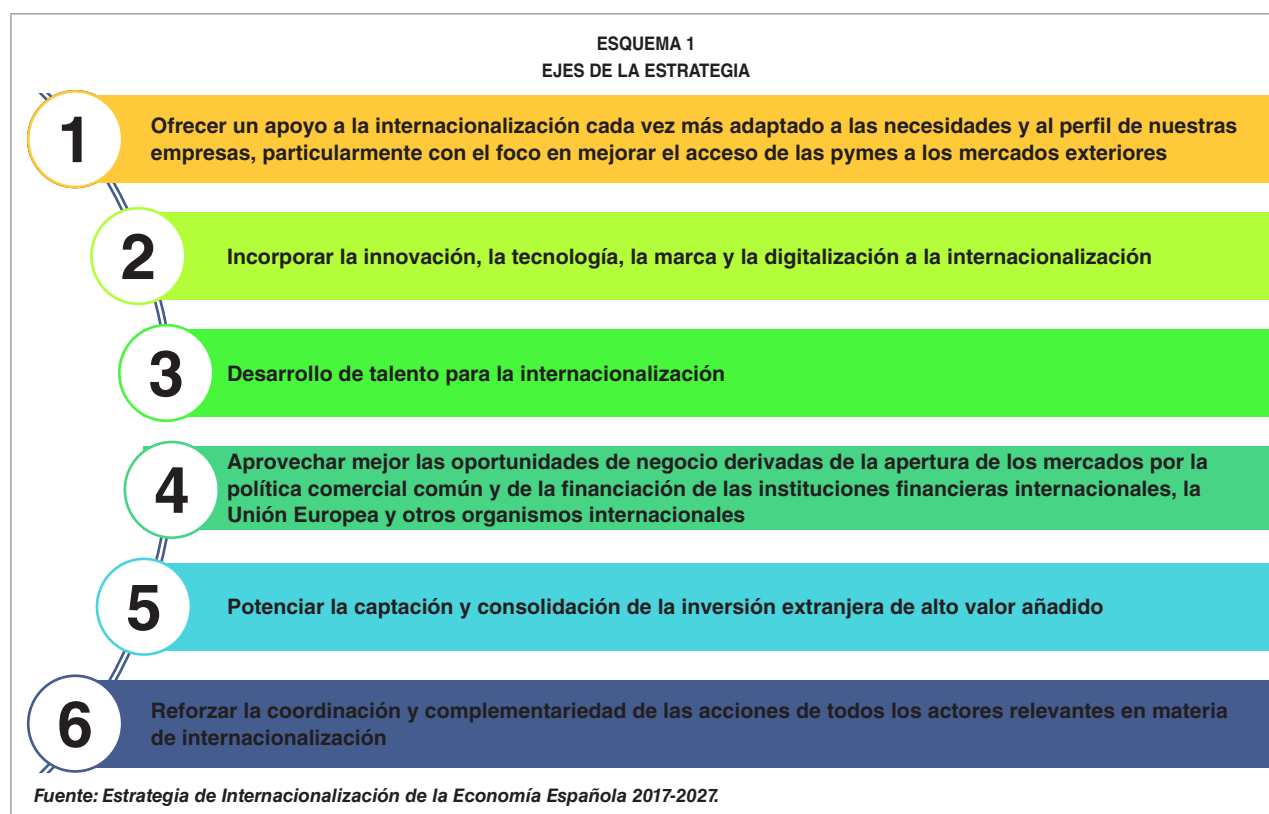 ESQUEMA 1
EJES DE LA ESTRATEGIA
1
Ofrecer un apoyo a la internacionalización cada vez más adaptado a las necesidades y al perfil de nuestras
empresas, particularmente con el foco en mejorar el acceso de las pymes a los mercados exteriores
2
Incorporar la innovación, la tecnología, la marca y la digitalización a la internacionalización
3
Desarrollo de talento para la internacionalización
4
Aprovechar mejor las oportunidades de negocio derivadas de la apertura de los mercados por la
política comercial común y de la financiación de las instituciones financieras internacionales, la
Unión Europea y otros organismos internacionales
5
Potenciar la captación y consolidación de la inversión extranjera de alto valor añadido
6
Reforzar la coordinación y complementariedad de las acciones de todos los actores relevantes en materia
de internacionalización
Fuente: Estrategia de Internacionalización de la Economía Española 2017-2027.